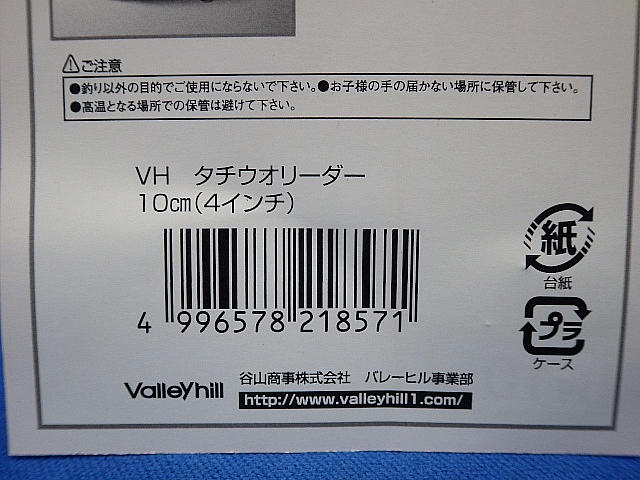 ご注意
●釣り以外の目的でご使用にならないで下さい。●お子様の手の届かない場所に保管して下さい。
●高温となる場所での保管は避けて下さい。
VH タチウオリーダー
10cm(4インチ)
4 996578 218571
紙
台紙
プラ
ケース
Valleyhill 谷山商事株式会社 バレーヒル事業部
http://www.valleyhill1.com/